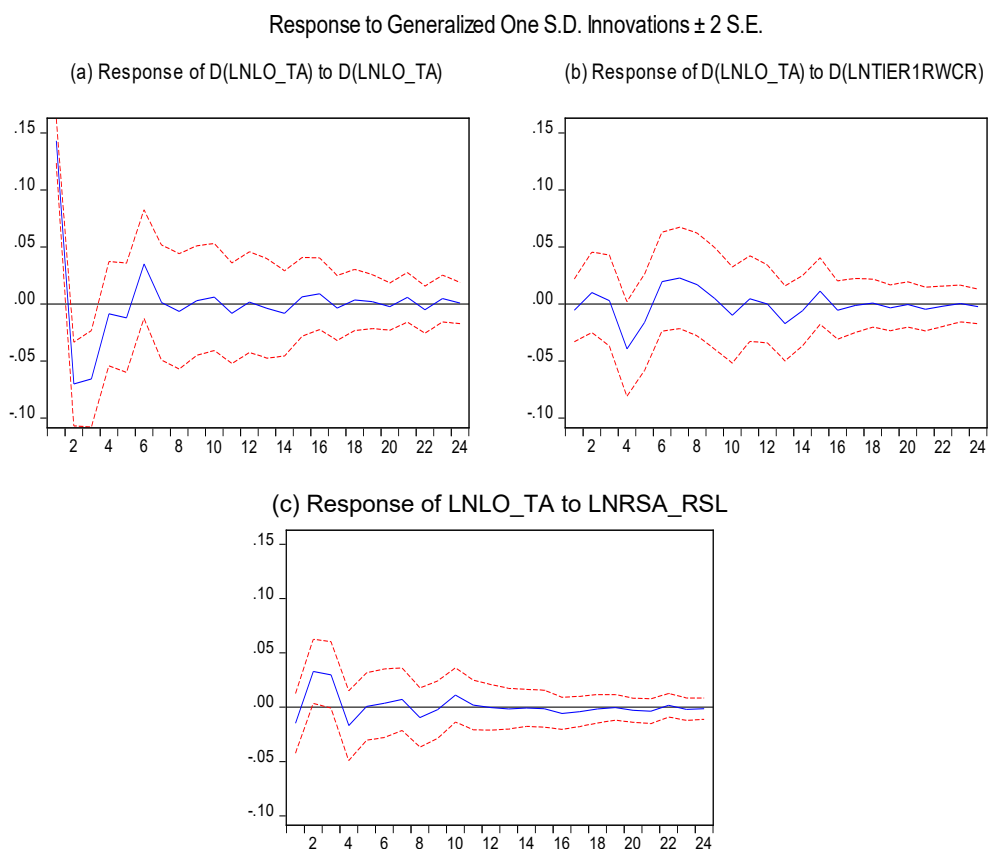 Response to Generalized One S.D. Innovations ± 2 S.E.
(a) Response of D(LNLO_TA) to D(LNLO_TA)
.15
.10
.05
.00
-.05
-.10
2 4 6 8 10 12 14 16 18 20 22 24
(b) Response of D(LNLO_TA) to D(LNTIER1RWCR)
.15
.10
.05
.00
-.05
-.10
2 4 6 8 10 12 14 16 18 20 22 24
(c) Response of LNLO_TA to LNRSA_RSL
.15
.10
.05
.00
-.05
-.10
2 4 6 8 10 12 14 16 18 20 22 24